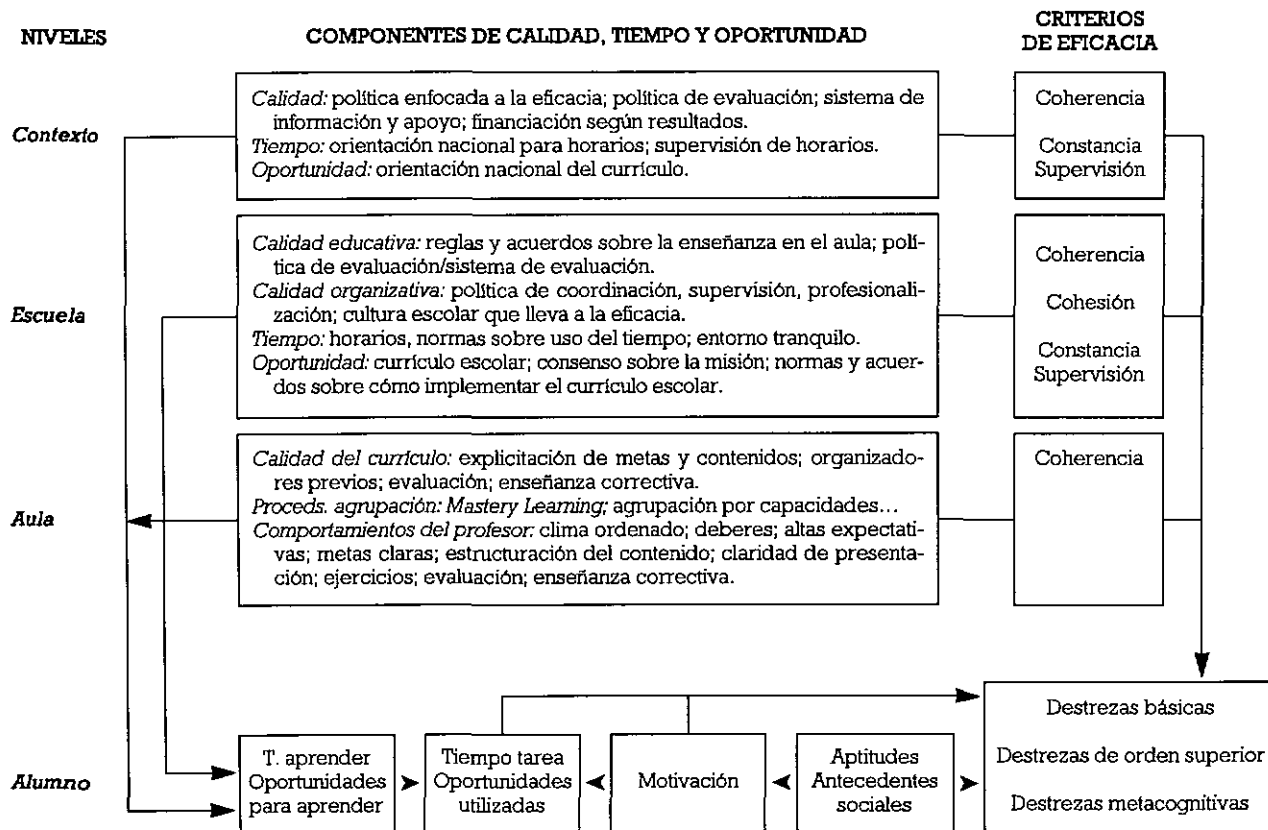 NIVELES
COMPONENTES DE CALIDAD, TIEMPO Y OPORTUNIDAD
CRITERIOS
DE EFICACIA
Contexto
Calidad: política enfocada a la eficacia; política de evaluación; sistema de
información y apoyo; financiación según resultados.
Tiempo: orientación nacional para horarios; supervisión de horarios.
Oportunidad: orientación nacional del currículo.
Coherencia
Constancia
Supervisión
Escuela
Calidad educativa: reglas y acuerdos sobre la enseñanza en el aula; polí-
tica de evaluación/sistema de evaluación.
Calidad organizativa: política de coordinación, supervisión, profesionali-
zación; cultura escolar que lleva a la eficacia.
Tiempo: horarios, normas sobre uso del tiempo; entorno tranquilo.
Oportunidad: currículo escolar; consenso sobre la misión; normas y acuer-
dos sobre cómo implementar el currículo escolar.
Coherencia
Cohesión
Constancia
Supervisión
Aula
Calidad del currículo: explicitación de metas y contenidos; organizado-
res previos; evaluación; enseñanza correctiva.
Proceds. agrupación: Mastery Learning; agrupación por capacidades...
Comportamientos del profesor: clima ordenado; deberes; altas expectati-
vas; metas claras; estructuración del contenido; claridad de presenta-
ción; ejercicios; evaluación; enseñanza correctiva.
Coherencia
Alumno
T. aprender
Oportunidades
para aprender
Tiempo tarea
Oportunidades
utilizadas
Motivación
Aptitudes
Antecedentes
sociales
Destrezas básicas
Destrezas de orden superior
Destrezas metacognitivas